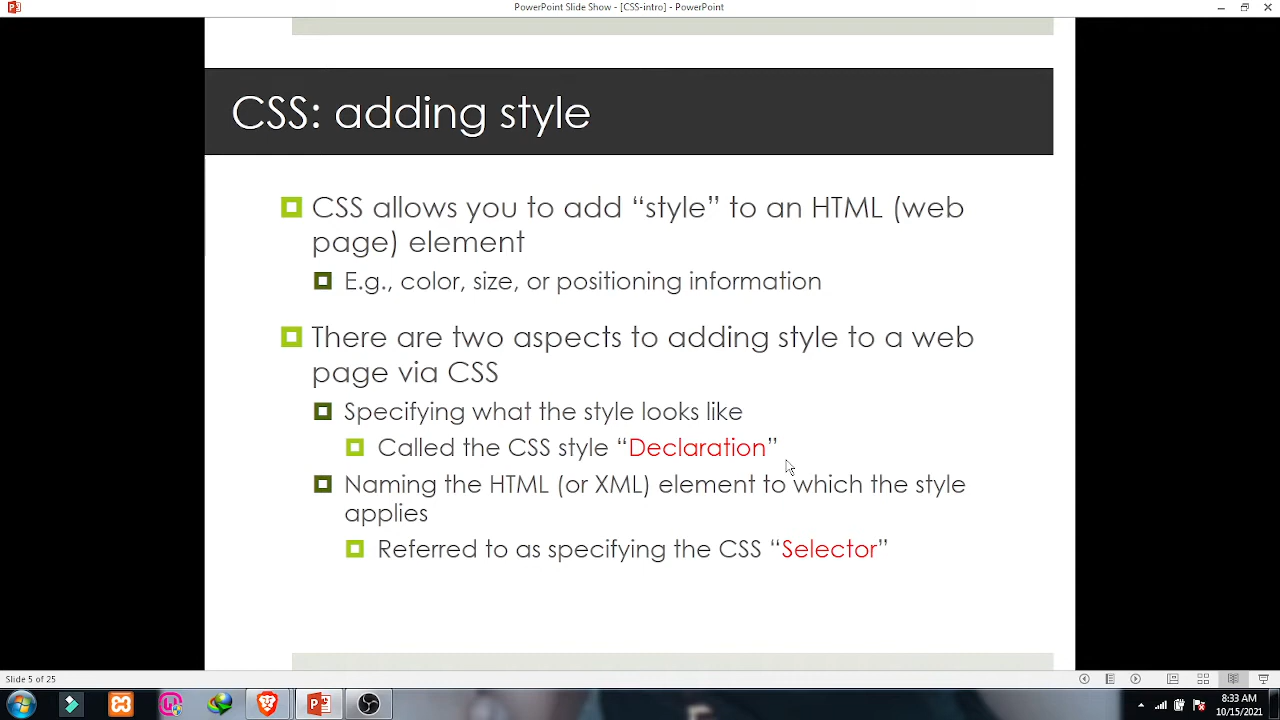 PowerPoint Slide Show - [CSS-intro] - PowerPoint
CSS: adding style
CSS allows you to add “style” to an HTML (web
page) element
E.g., color, size, or positioning information
There are two aspects to adding style to a web
page via CSS
Specifying what the style looks like
Called the CSS style “Declaration”
Naming the HTML (or XML) element to which the style
applies
Referred to as specifying the CSS “Selector”
Slide 5 of 25
8:33 AM
10/15/2021